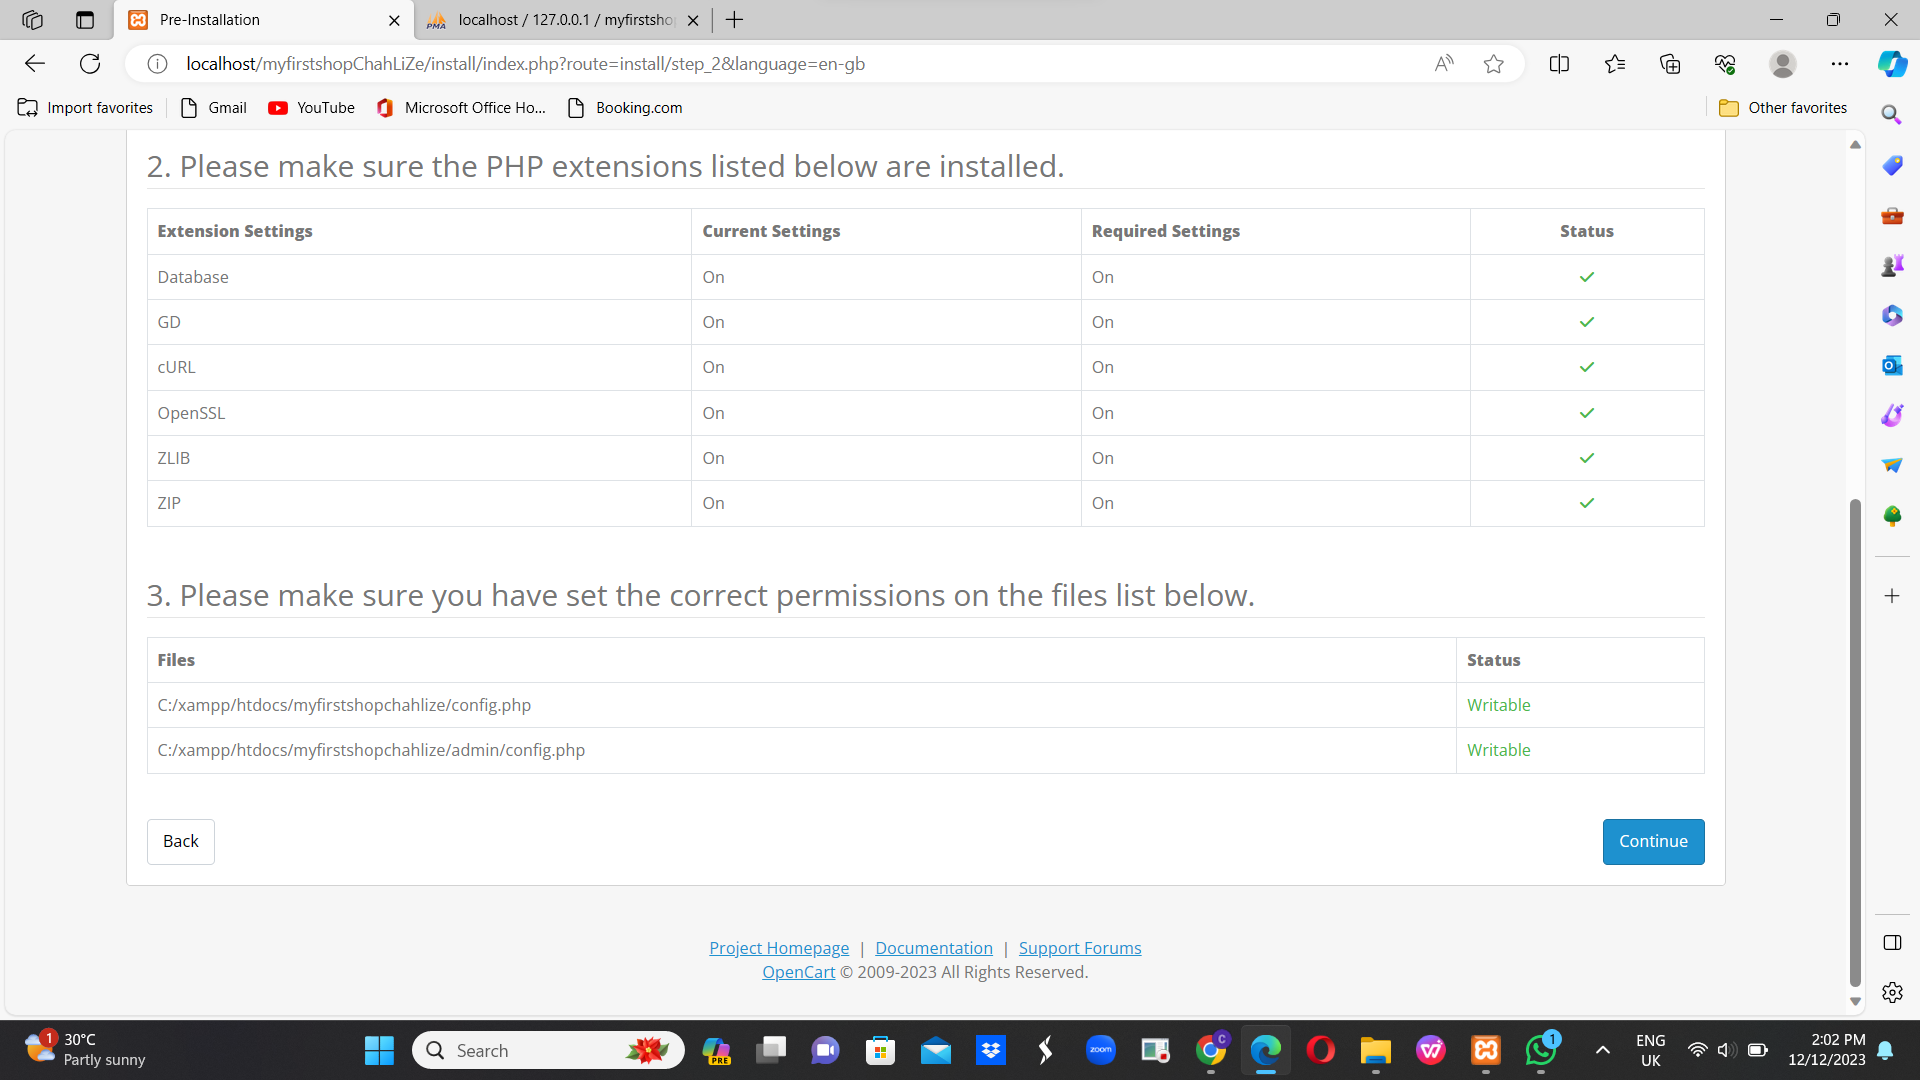 Pre-Installation
localhost / 127.0.0.1 / myfirstsho
localhost/myfirstshopChahLiZe/install/index.php?route=install/step_2&language=en-gb
Import favorites
Gmail
YouTube
Microsoft Office Ho...
Booking.com
Other favorites
2. Please make sure the PHP extensions listed below are installed.
Extension Settings Current Settings Required Settings Status
Database On On
GD On On
cURL On On
OpenSSL On On
ZLIB On On
ZIP On On
3. Please make sure you have set the correct permissions on the files list below.
Files Status
C:/xampp/htdocs/myfirstshopchahlize/config.php Writable
C:/xampp/htdocs/myfirstshopchahlize/admin/config.php Writable
Back
Continue
Project Homepage | Documentation | Support Forums
OpenCart © 2009-2023 All Rights Reserved.
1
30°C
Partly sunny
Search
PRE
zoom
C
1
ENG
UK
2:02 PM
12/12/2023